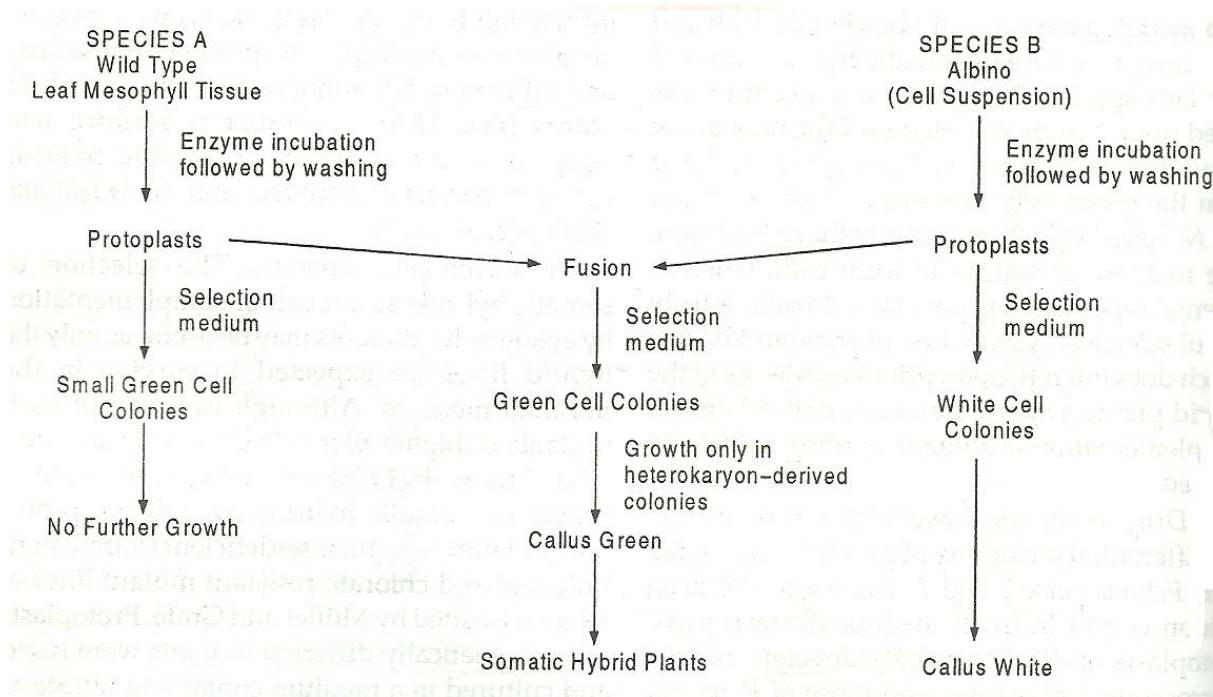 SPECIES A
Wild Type
Leaf Mesophyll Tissue
Enzyme incubation
followed by washing
Protoplasts
Selection
medium
Small Green Cell
Colonies
No Further Growth
Fusion
Selection
medium
Green Cell Colonies
Growth only in
heterokaryon-derived
colonies
Callus Green
Somatic Hybrid Plants
SPECIES B
Albino
(Cell Suspension)
Enzyme incubation
followed by washing
Protoplasts
Selection
medium
White Cell
Colonies
Callus White